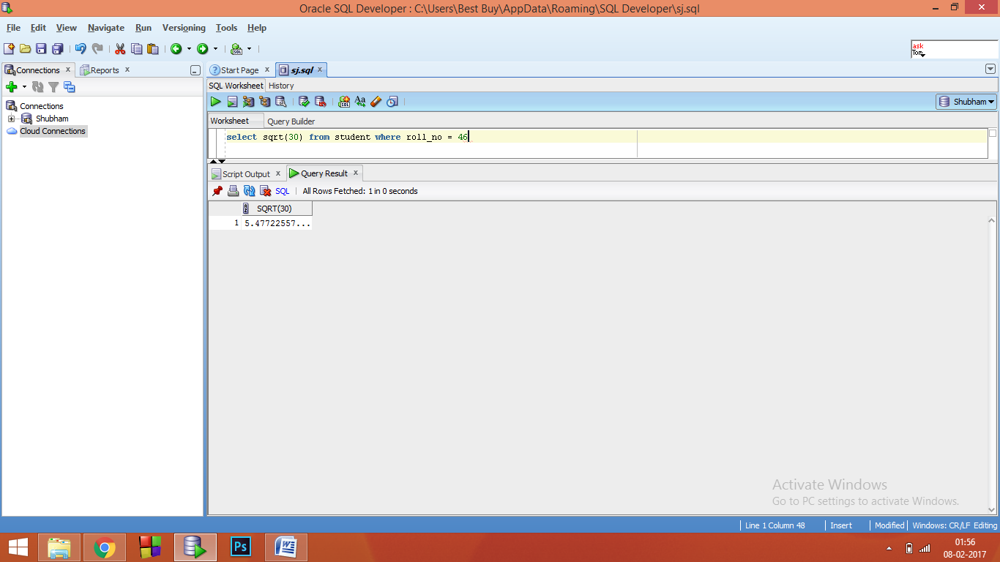 Oracle SQL Developer : C:\Users\Best Buy\AppData\Roaming\SQL Developer\sj.sql
File Edit View Navigate Run Versioning Tools Help
ask
Tom
Connections x Reports x
Start Page x sj.sql x
SQL Worksheet History
Shubham
Connections
Shubham
Cloud Connections
Worksheet Query Builder
select sqrt(30) from student where roll_no = 46
Script Output x Query Result x
SQL | All Rows Fetched: 1 in 0 seconds
SQRT(30)
1 5.47722557...
Activate Windows
Go to PC settings to activate Windows.
Line 1 Column 48 | Insert | Modified | Windows: CR/LF Editing
Ps
W
01:56
08-02-2017